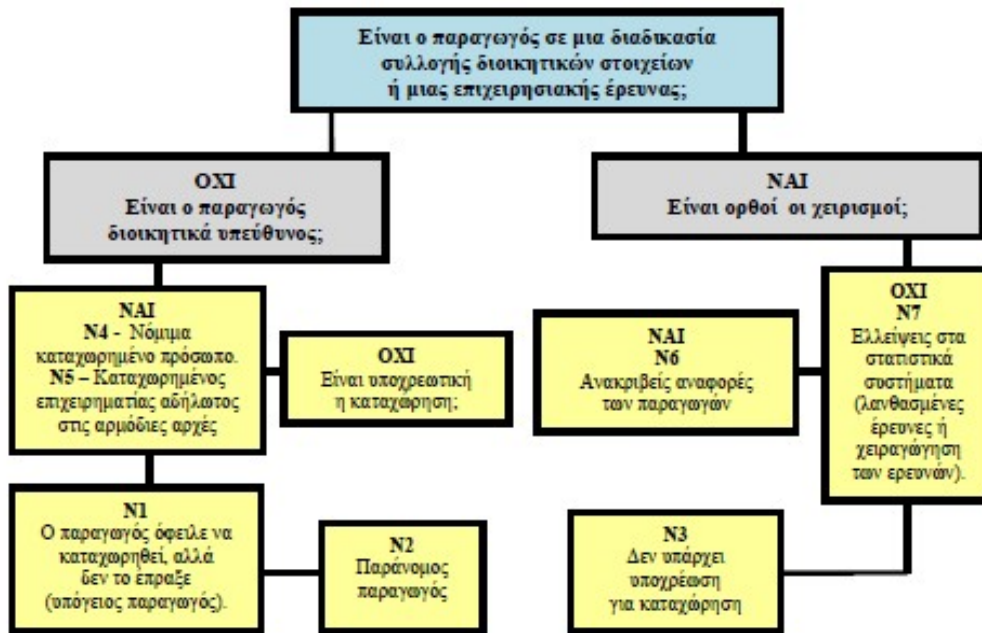 Είναι ο παραγωγός σε μια διαδικασία
συλλογής διοικητικών στοιχείων
ή μιας επιχειρησιακής έρευνας;
ΟΧΙ
Είναι ο παραγωγός
διοικητικά υπεύθυνος;
ΝΑΙ
Είναι ορθοί οι χειρισμοί;
ΝΑΙ
Ν4 - Νόμιμα
καταχωρημένο πρόσωπο.
Ν5 – Καταχωρημένος
επιχειρηματίας αδήλωτος
στις αρμόδιες αρχές
ΟΧΙ
Είναι υποχρεωτική
η καταχώρηση;
ΝΑΙ
Ν6
Ανακριβείς αναφορές
των παραγωγών
ΟΧΙ
Ν7
Ελλείψεις στα
στατιστικά
συστήματα
(λανθασμένες
έρευνες ή
χειραγώγηση
των ερευνών).
Ν1
Ο παραγωγός όφειλε να
καταχωρηθεί, αλλά
δεν το έπραξε
(υπόγειος παραγωγός).
Ν2
Παράνομος
παραγωγός
Ν3
Δεν υπάρχει
υποχρέωση
για καταχώρηση